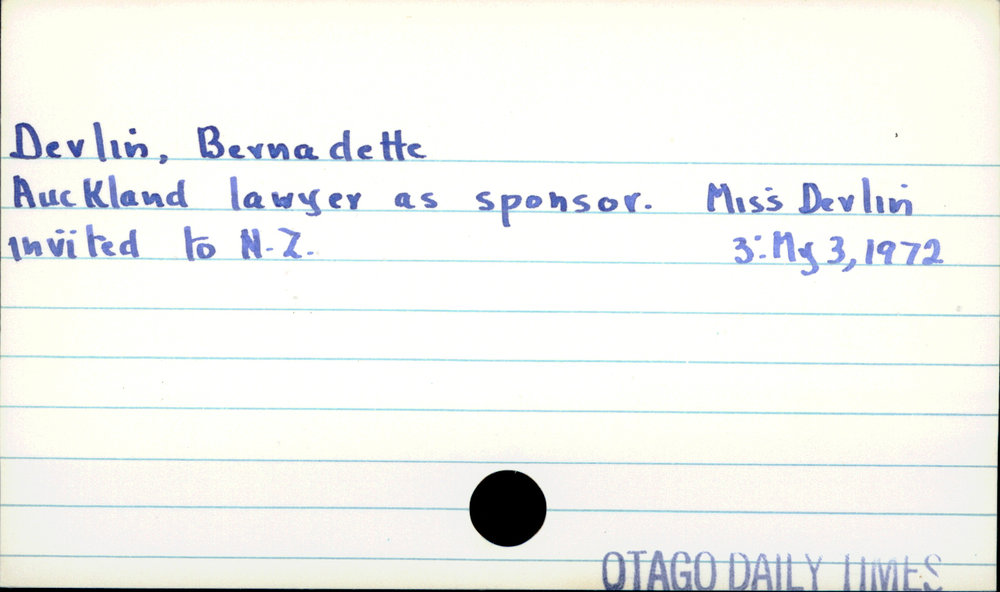 Devlin, Bernadette
Auckland lawyer as sponsor. Miss Devlin
invited to N.Z. 3: My 3, 1972
OTAGO DAILY TIMES